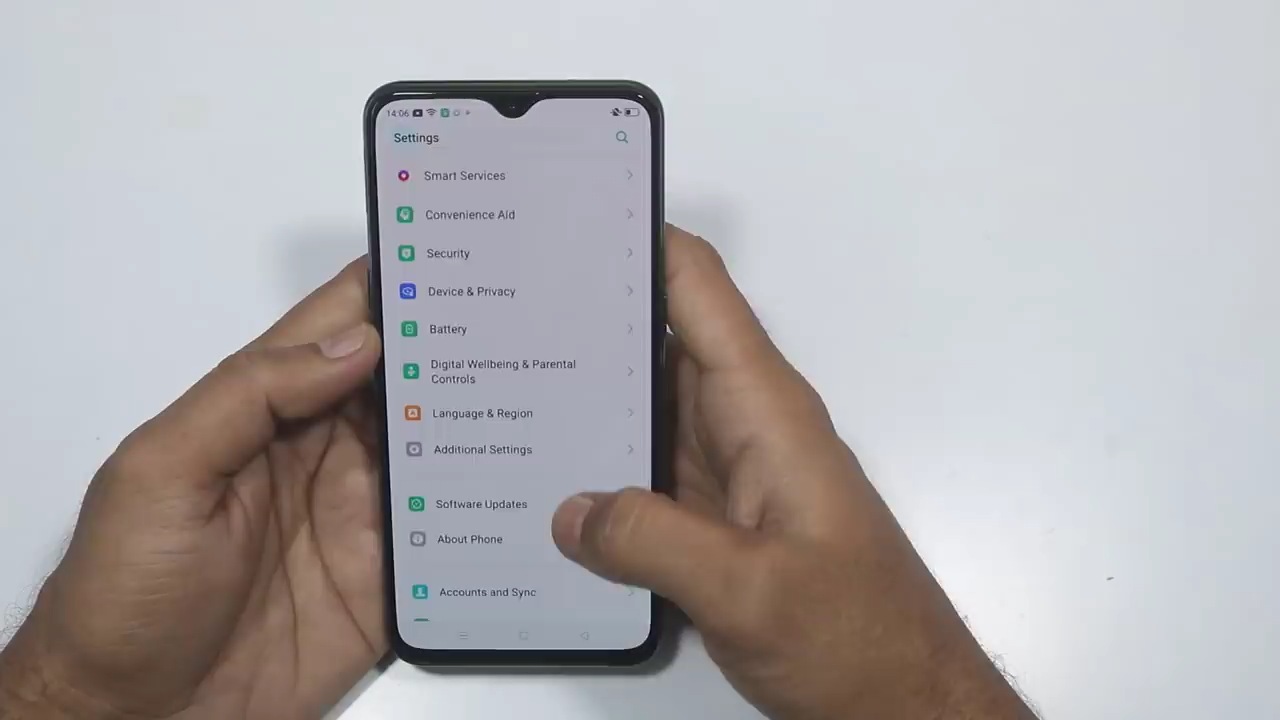 14:06
Settings
Smart Services
Convenience Aid
Security
Device & Privacy
Battery
Digital Wellbeing & Parental
Controls
Language & Region
Additional Settings
Software Updates
About Phone
Accounts and Sync